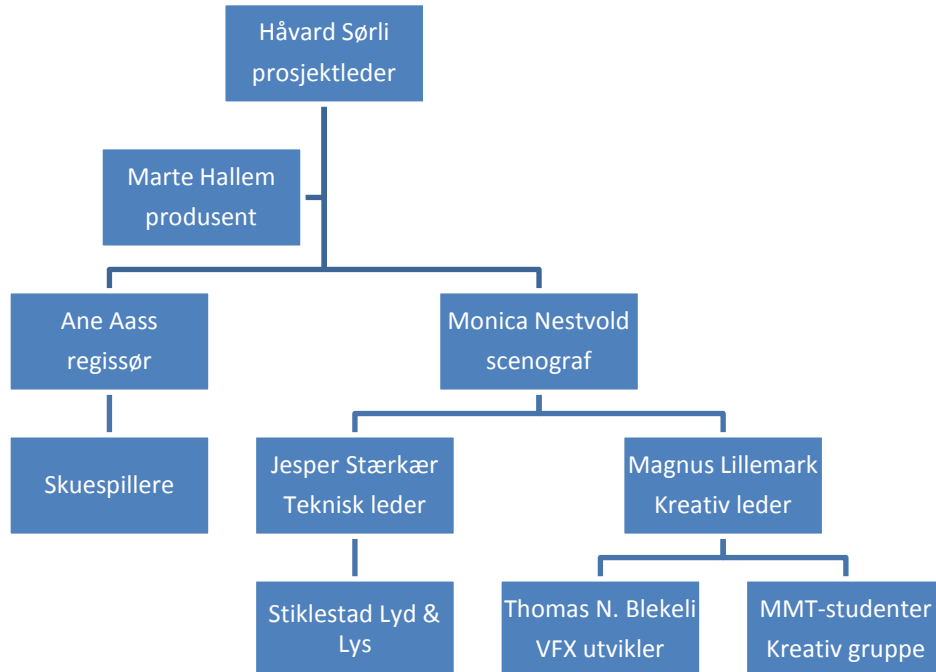 Håvard Sørli
prosjektleder
Marte Hallem
produsent
Ane Aass
regissør
Monica Nestvold
scenograf
Skuespillere
Jesper Stærkær
Teknisk leder
Magnus Lillemark
Kreativ leder
Stiklestad Lyd &
Lys
Thomas N. Blekeli
VFX utvikler
MMT-studenter
Kreativ gruppe